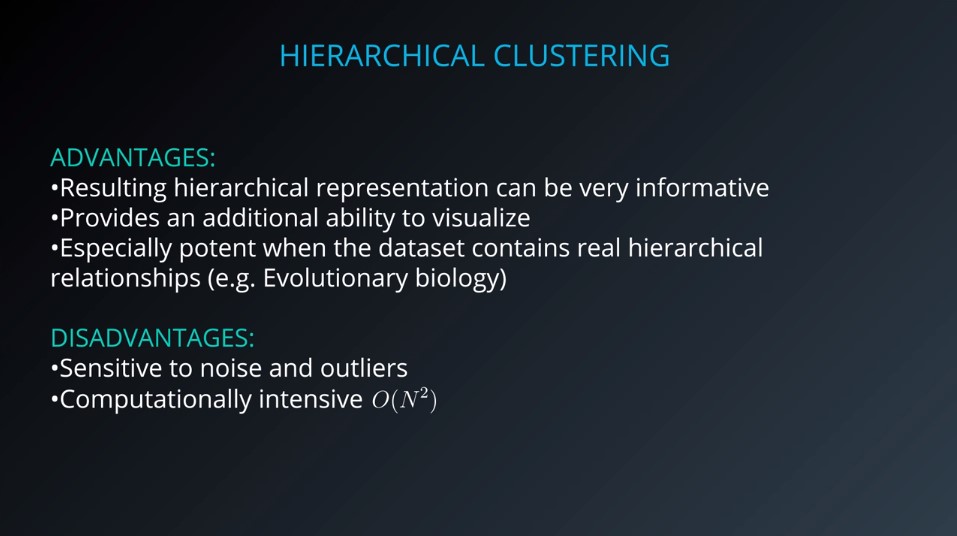 HIERARCHICAL CLUSTERING
ADVANTAGES:
•Resulting hierarchical representation can be very informative
•Provides an additional ability to visualize
•Especially potent when the dataset contains real hierarchical
relationships (e.g. Evolutionary biology)
DISADVANTAGES:
•Sensitive to noise and outliers
•Computationally intensive O(N²)